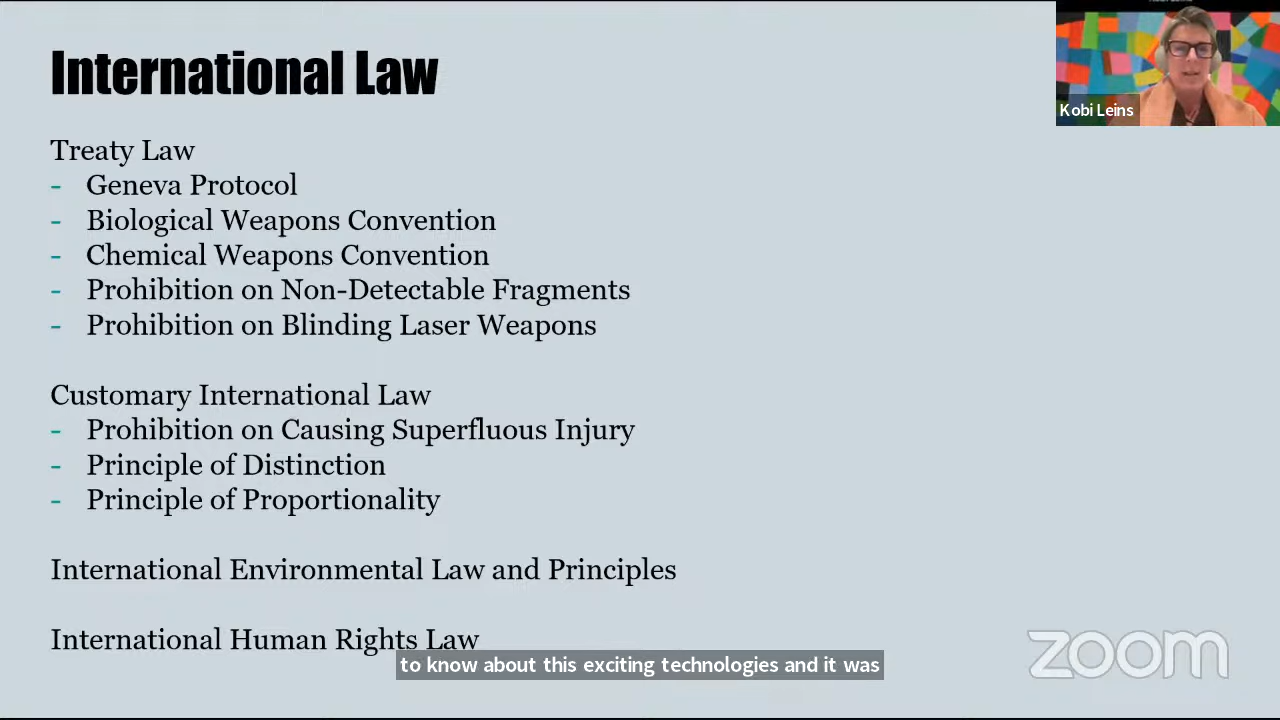 International Law
Kobi Leins
Treaty Law
- Geneva Protocol
- Biological Weapons Convention
- Chemical Weapons Convention
- Prohibition on Non-Detectable Fragments
- Prohibition on Blinding Laser Weapons
Customary International Law
- Prohibition on Causing Superfluous Injury
- Principle of Distinction
- Principle of Proportionality
International Environmental Law and Principles
International Human Rights Law
to know about this exciting technologies and it was
zoom